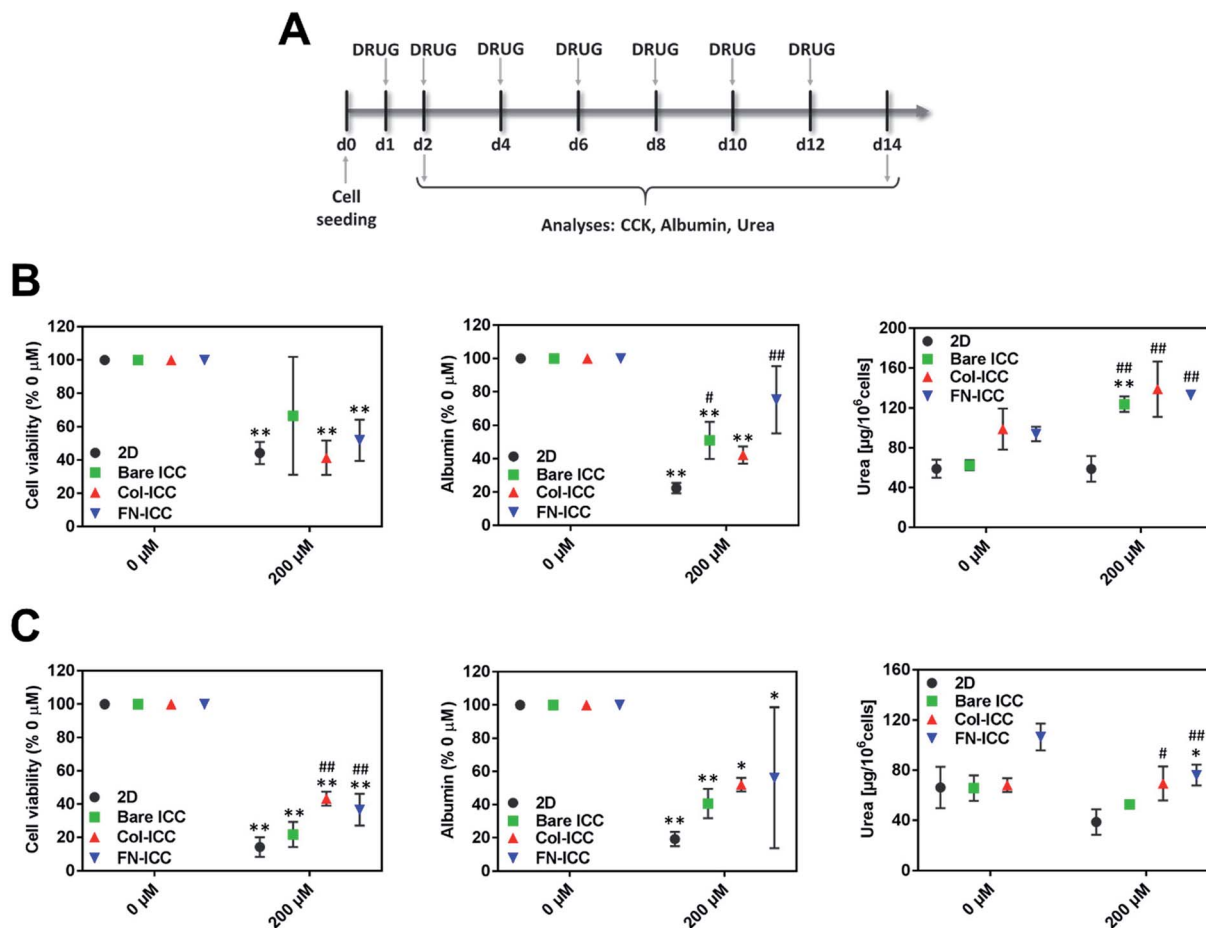 A
DRUG DRUG DRUG DRUG DRUG DRUG DRUG
d0 d1 d2 d4 d6 d8 d10 d12 d14
Cell
seeding
Analyses: CCK, Albumin, Urea
B
Cell viability (% 0 µM)
120
100
80
60
40
20
0
2D
Bare ICC
Col-ICC
FN-ICC
**
**
**
0 µM
200 µM
Albumin (% 0 µM)
120
100
80
60
40
20
0
2D
Bare ICC
Col-ICC
FN-ICC
**
#
**
**
##
0 µM
200 µM
Urea [µg/10⁶cells]
200
160
120
80
40
0
2D
Bare ICC
Col-ICC
FN-ICC
##
**
##
##
0 µM
200 µM
C
Cell viability (% 0 µM)
120
100
80
60
40
20
0
2D
Bare ICC
Col-ICC
FN-ICC
**
**
##
**
##
**
0 µM
200 µM
Albumin (% 0 µM)
120
100
80
60
40
20
0
2D
Bare ICC
Col-ICC
FN-ICC
**
**
*
*
0 µM
200 µM
Urea [µg/10⁶cells]
160
120
80
40
0
2D
Bare ICC
Col-ICC
FN-ICC
#
##
*
0 µM
200 µM